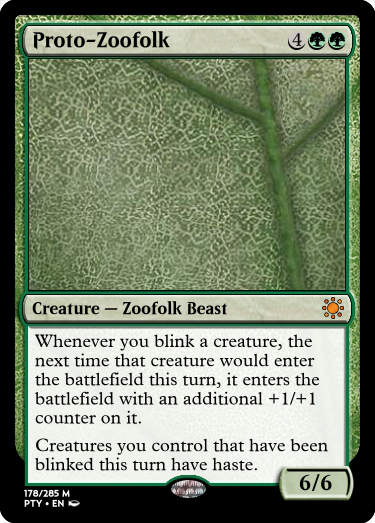 Proto-Zoofolk 4
Creature — Zoofolk Beast
Whenever you blink a creature, the
next time that creature would enter
the battlefield this turn, it enters the
battlefield with an additional +1/+1
counter on it.
Creatures you control that have been
blinked this turn have haste.
6/6
178/285 M
PTY • EN